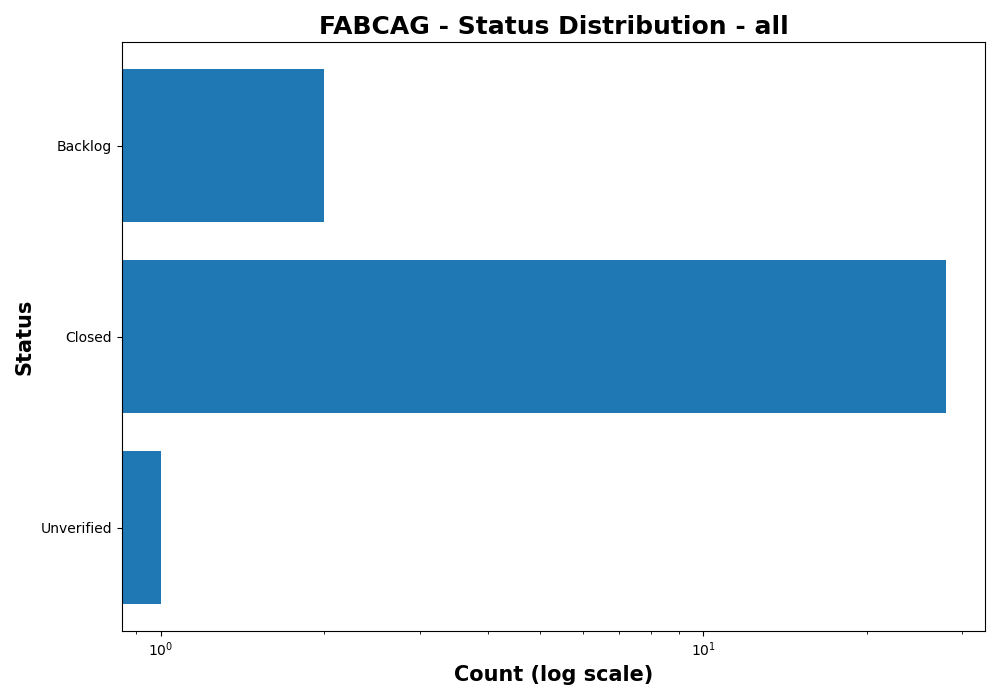 FABCAG - Status Distribution - all
Status
Backlog
Closed
Unverified
10⁰
10¹
Count (log scale)